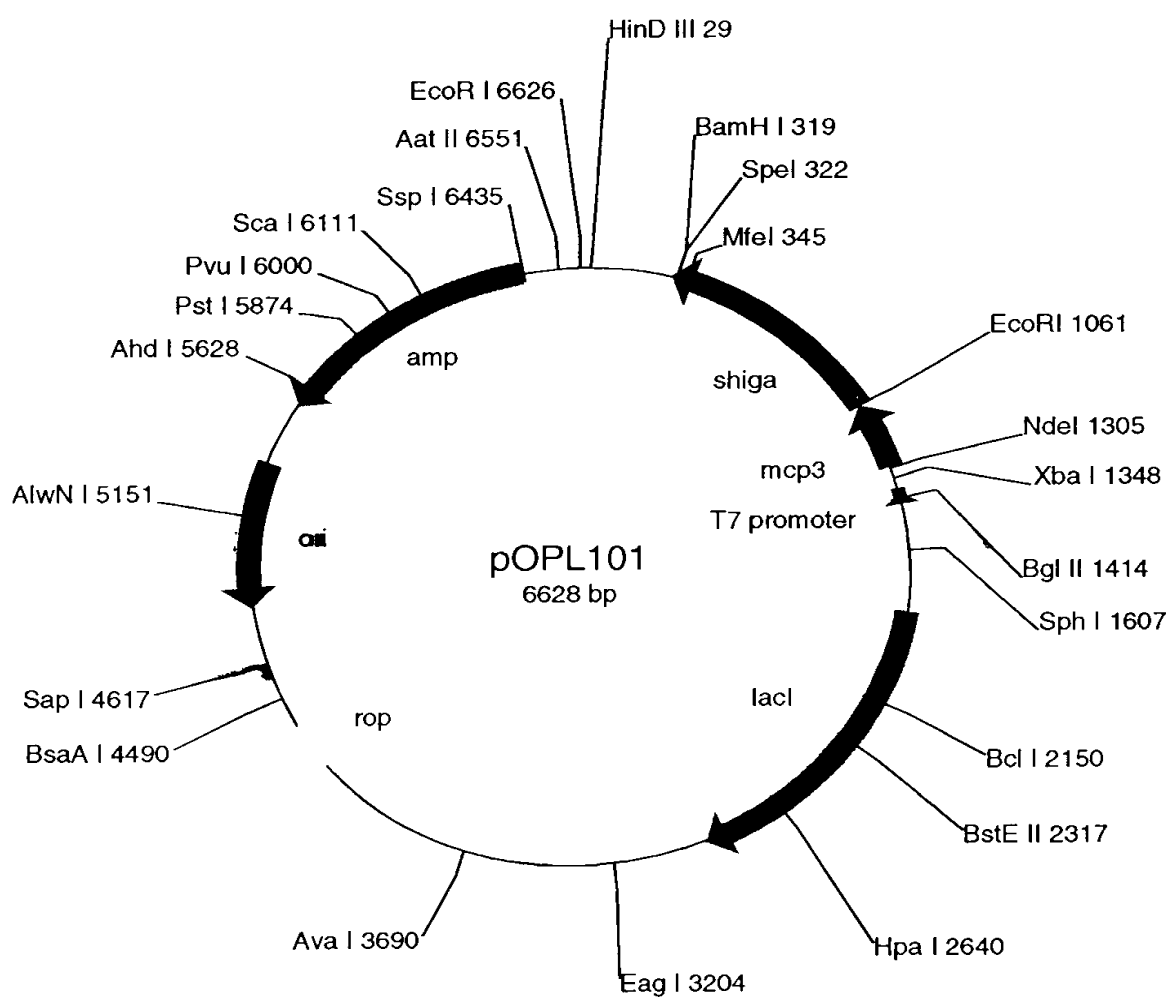 HinD III 29
EcoR I 6626
Aat II 6551
BamH I 319
SpeI 322
Ssp I 6435
Sca I 6111
MfeI 345
Pvu I 6000
Pst I 5874
EcoRI 1061
Ahd I 5628
amp
shiga
NdeI 1305
mcp3
Xba I 1348
AlwN I 5151
T7 promoter
ori
pOPL101
Bgl II 1414
6628 bp
Sph I 1607
Sap I 4617
lacI
rop
BsaA I 4490
Bcl I 2150
BstE II 2317
Ava I 3690
Hpa I 2640
Eag I 3204